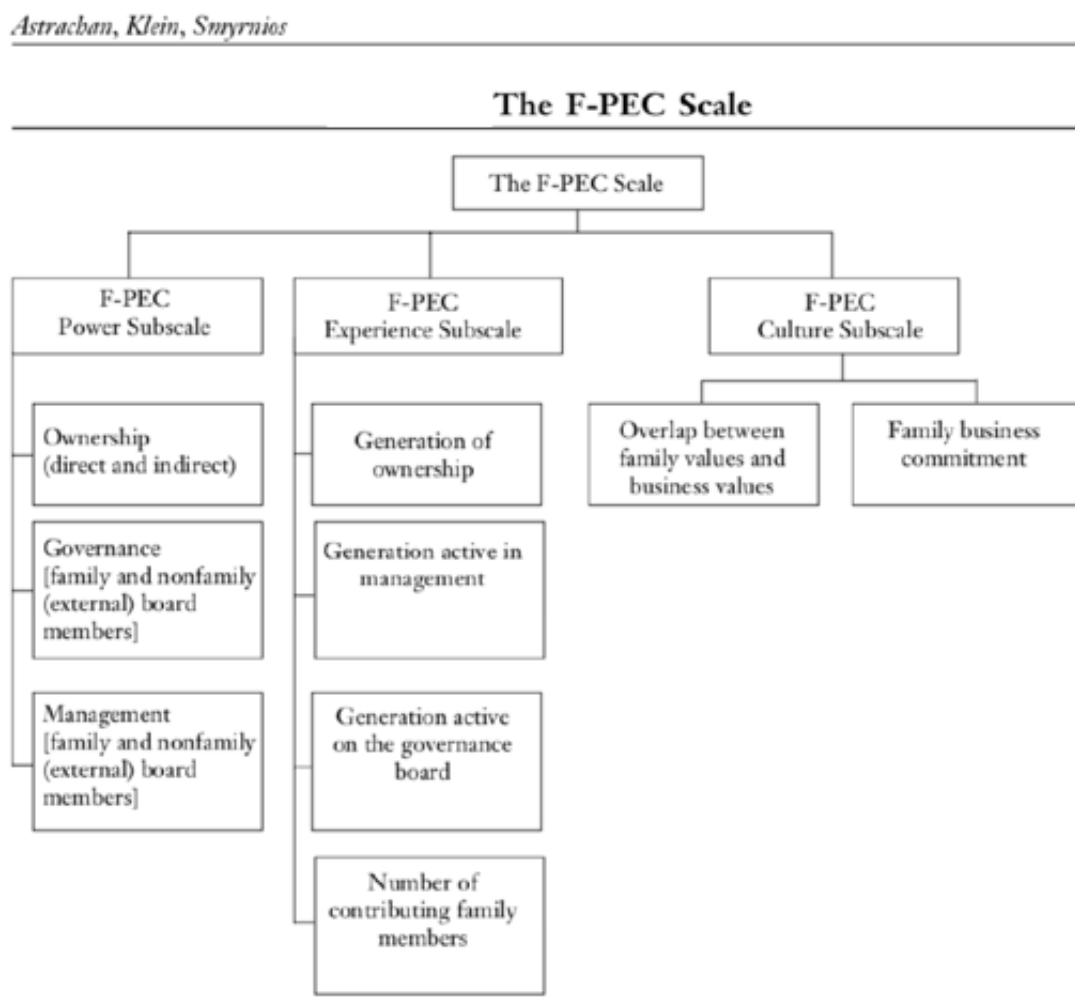 Astrachan, Klein, Smyrnios
The F-PEC Scale
The F-PEC Scale
F-PEC
Power Subscale
Ownership
(direct and indirect)
Governance
[family and nonfamily
(external) board
members]
Management
[family and nonfamily
(external) board
members]
F-PEC
Experience Subscale
Generation of
ownership
Generation active in
management
Generation active
on the governance
board
Number of
contributing family
members
F-PEC
Culture Subscale
Overlap between
family values and
business values
Family business
commitment